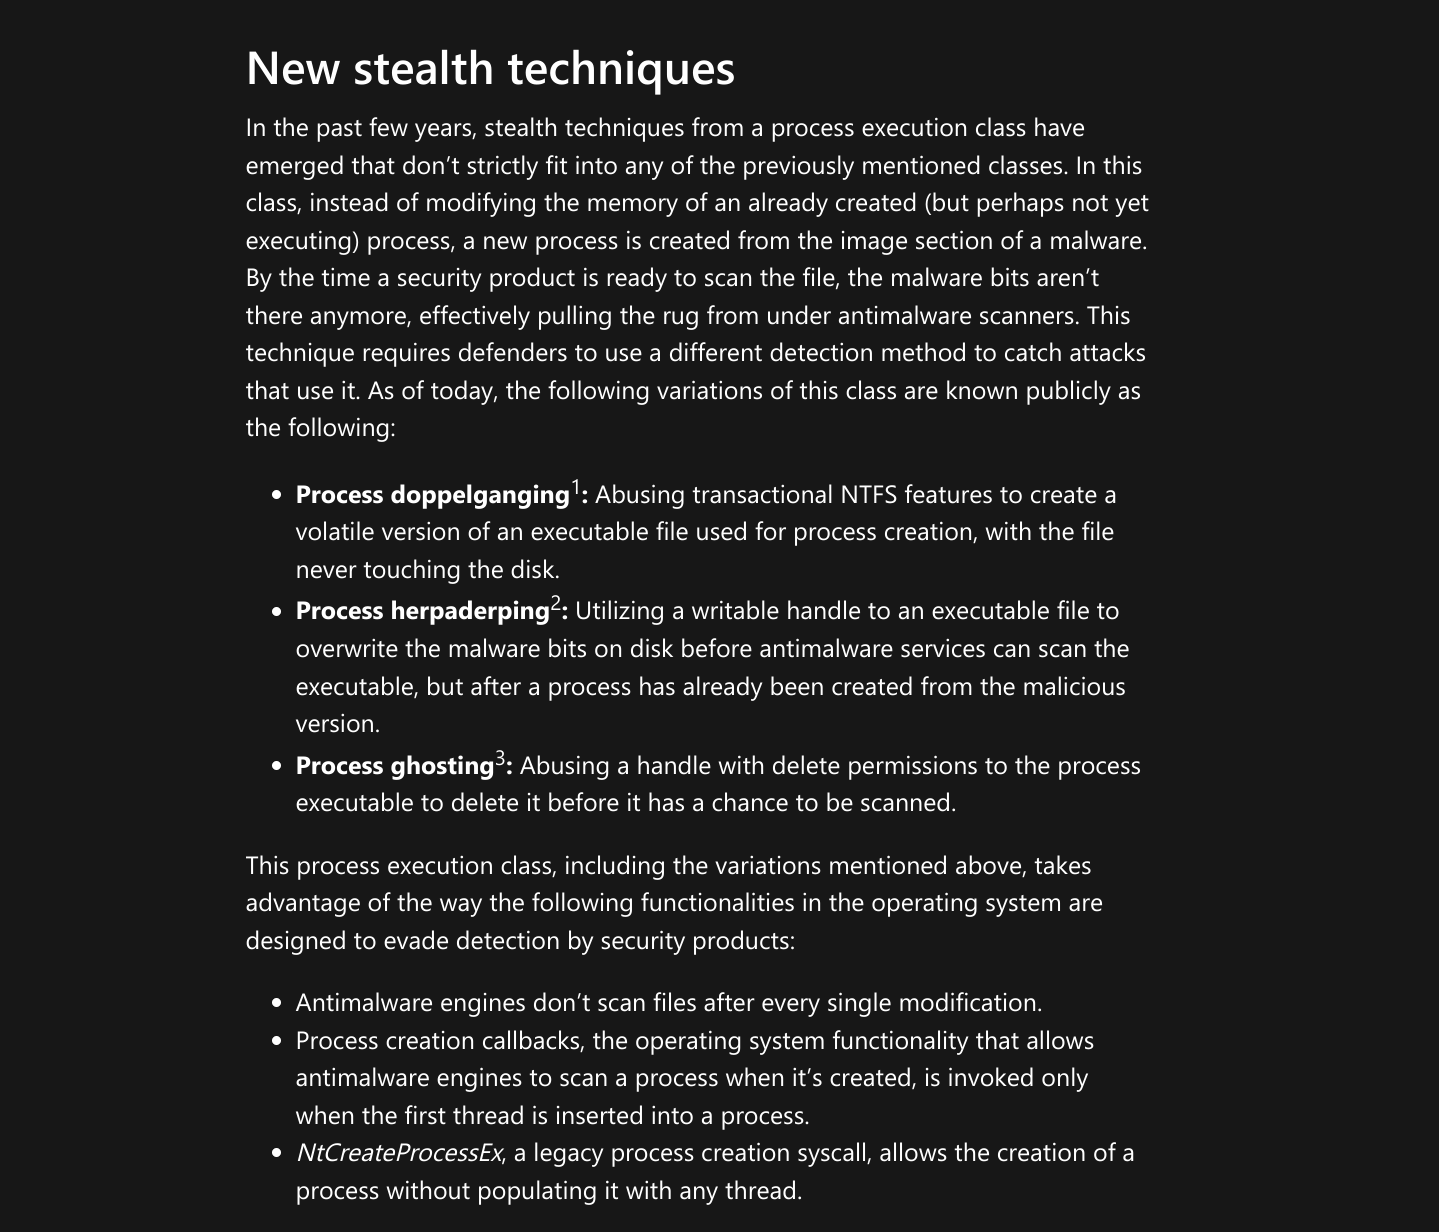 New stealth techniques
In the past few years, stealth techniques from a process execution class have
emerged that don’t strictly fit into any of the previously mentioned classes. In this
class, instead of modifying the memory of an already created (but perhaps not yet
executing) process, a new process is created from the image section of a malware.
By the time a security product is ready to scan the file, the malware bits aren’t
there anymore, effectively pulling the rug from under antimalware scanners. This
technique requires defenders to use a different detection method to catch attacks
that use it. As of today, the following variations of this class are known publicly as
the following:
• Process doppelganging¹: Abusing transactional NTFS features to create a
volatile version of an executable file used for process creation, with the file
never touching the disk.
• Process herpaderping²: Utilizing a writable handle to an executable file to
overwrite the malware bits on disk before antimalware services can scan the
executable, but after a process has already been created from the malicious
version.
• Process ghosting³: Abusing a handle with delete permissions to the process
executable to delete it before it has a chance to be scanned.
This process execution class, including the variations mentioned above, takes
advantage of the way the following functionalities in the operating system are
designed to evade detection by security products:
• Antimalware engines don’t scan files after every single modification.
• Process creation callbacks, the operating system functionality that allows
antimalware engines to scan a process when it’s created, is invoked only
when the first thread is inserted into a process.
• NtCreateProcessEx, a legacy process creation syscall, allows the creation of a
process without populating it with any thread.